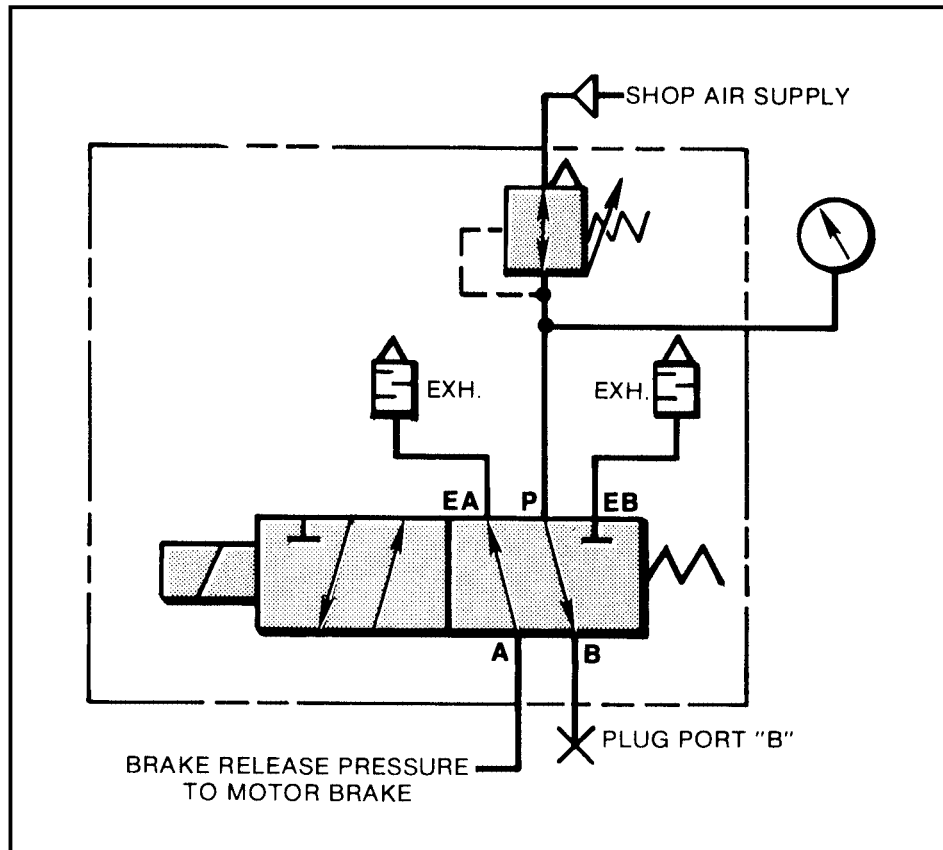 SHOP AIR SUPPLY
EXH.
EXH.
EA P EB
A B
PLUG PORT "B"
BRAKE RELEASE PRESSURE
TO MOTOR BRAKE